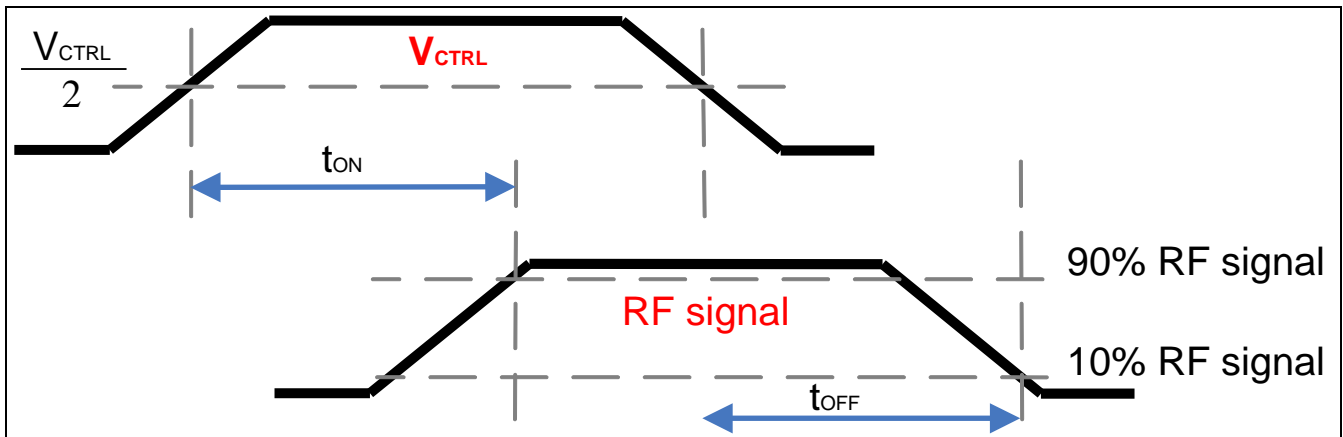 VCTRL
2
VCTRL
tON
90% RF signal
RF signal
10% RF signal
tOFF